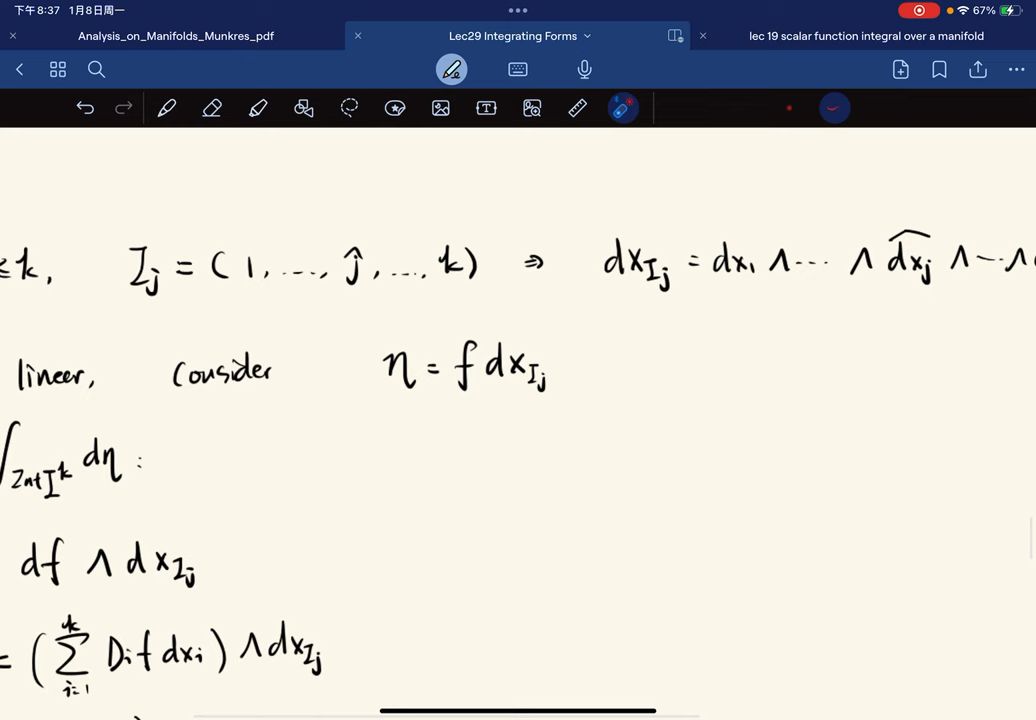 下午8:37 1月8日周一
67%
Analysis_on_Manifolds_Munkres_pdf
Lec29 Integrating Forms
lec 19 scalar function integral over a manifold
≤ k, I_j = (1, ..., ĵ, ..., k) ⇒ dx_{I_j} = dx_1 ∧ ... ∧ \widehat{dx_j} ∧ ... ∧
lineer, consider η = f dx_{I_j}
∫_{Int I^k} dη :
df ∧ dx_{I_j}
= (∑_{i=1}^{k} D_i f dx_i) ∧ dx_{I_j}